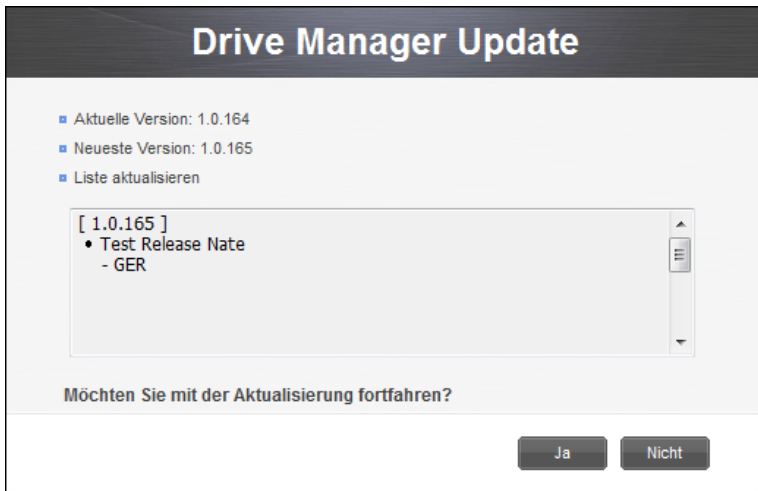 Drive Manager Update
Aktuelle Version: 1.0.164
Neueste Version: 1.0.165
Liste aktualisieren
[ 1.0.165 ]
• Test Release Nate
- GER
Möchten Sie mit der Aktualisierung fortfahren?
Ja Nicht